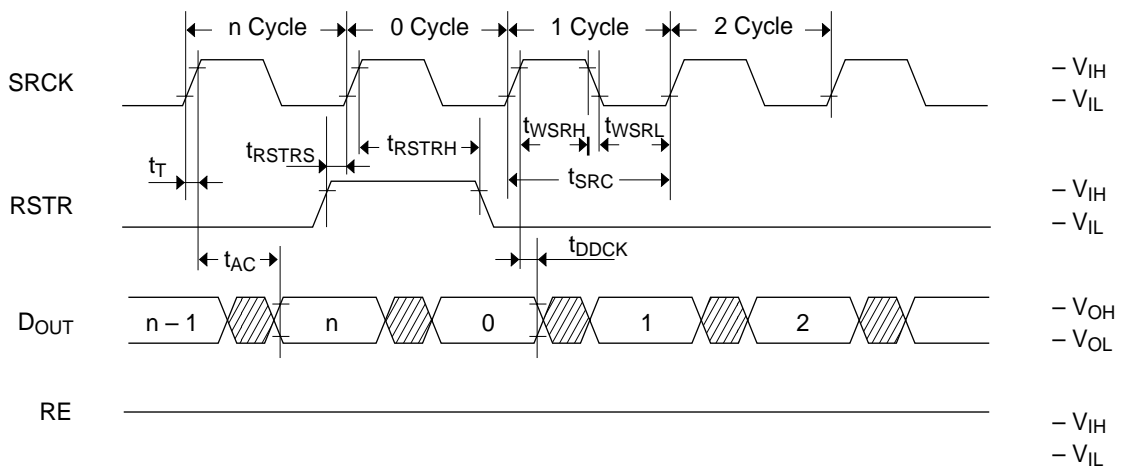 n Cycle 0 Cycle 1 Cycle 2 Cycle
SRCK
– VIH
– VIL
tWSRH tWSRL
tRSTRS tRSTRH
tT
tSRC
RSTR
– VIH
– VIL
tAC
tDDCK
DOUT
n – 1 n 0 1 2
– VOH
– VOL
RE
– VIH
– VIL